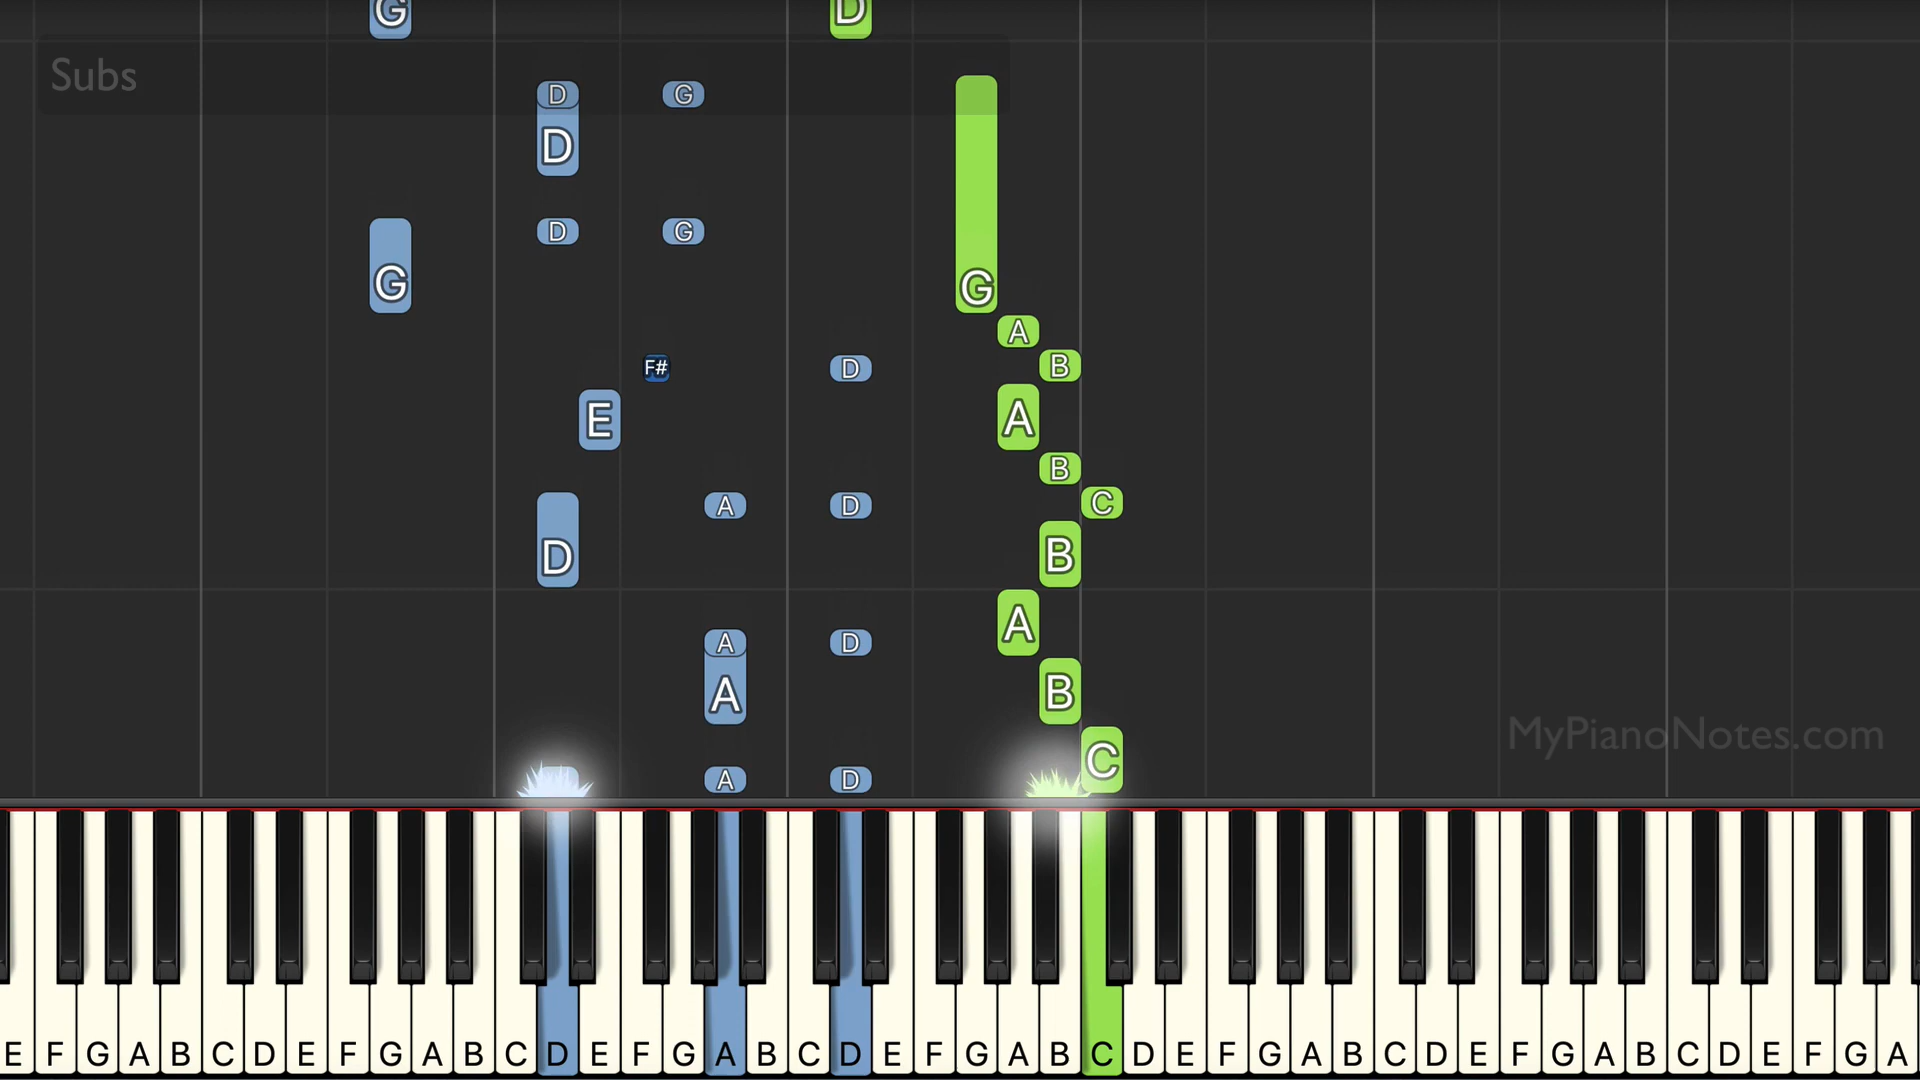 G D
Subs
D G
D
D G
G G
A
F# D B
E A
B
A D C
D B
A
A D
A B
MyPianoNotes.com
C
A D
E F G A B C D E F G A B C D E F G A B C D E F G A B C D E F G A B C D E F G A B C D E F G A